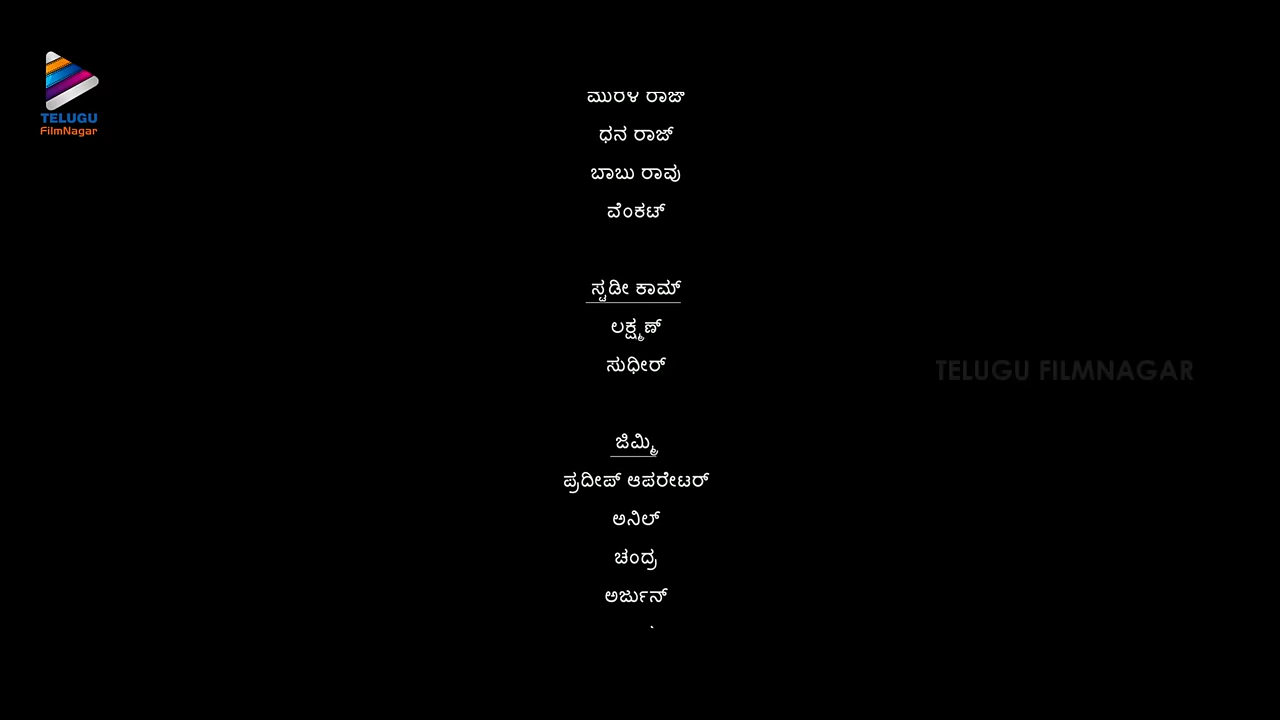 TELUGU
FilmNagar
ಮುರಳಿ ರಾಜ್
ಧನ ರಾಜ್
ಬಾಬು ರಾವು
ವೆಂಕಟ್
ಸ್ಟಡೀ ಕಾಮ್
ಲಕ್ಷ್ಮಣ್
ಸುಧೀರ್
TELUGU FILMNAGAR
ಜಿಮ್ಮಿ
ಪ್ರದೀಪ್ ಆಪರೇಟರ್
ಅನಿಲ್
ಚಂದ್ರ
ಅರ್ಜುನ್